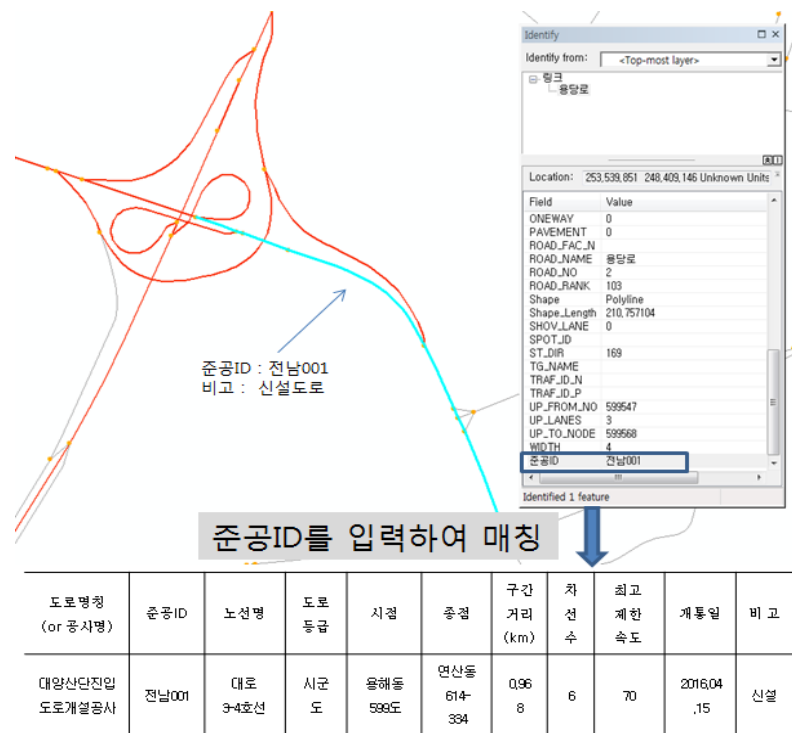 Identify
Identify from: <Top-most layer>
링크
용당로
Location: 253,539,851 248,409,146 Unknown Units
Field Value
ONEWAY 0
PAVEMENT 0
ROAD_FAC_N
ROAD_NAME 용당로
ROAD_NO 2
ROAD_RANK 103
Shape Polyline
Shape_Length 210,757104
SHOV_LANE 0
SPOT_ID
ST_DIR 169
TG_NAME
TRAF_ID_N
TRAF_ID_P
UP_FROM_NO 599547
UP_LANES 3
UP_TO_NODE 599568
WIDTH 4
준공ID 전남001
Identified 1 feature
준공ID : 전남001
비고 : 신설도로
준공ID를 입력하여 매칭
도로명칭
(or 공사명)
준공ID
노선명
도로
등급
시점
종점
구간
거리
(km)
차
선
수
최고
제한
속도
개통일
비 고
대양산단진입
도로개설공사
전남001
대로
3-4호선
시군
도
용해동
599도
연산동
614-
334
0.96
8
6
70
2016.04
.15
신설